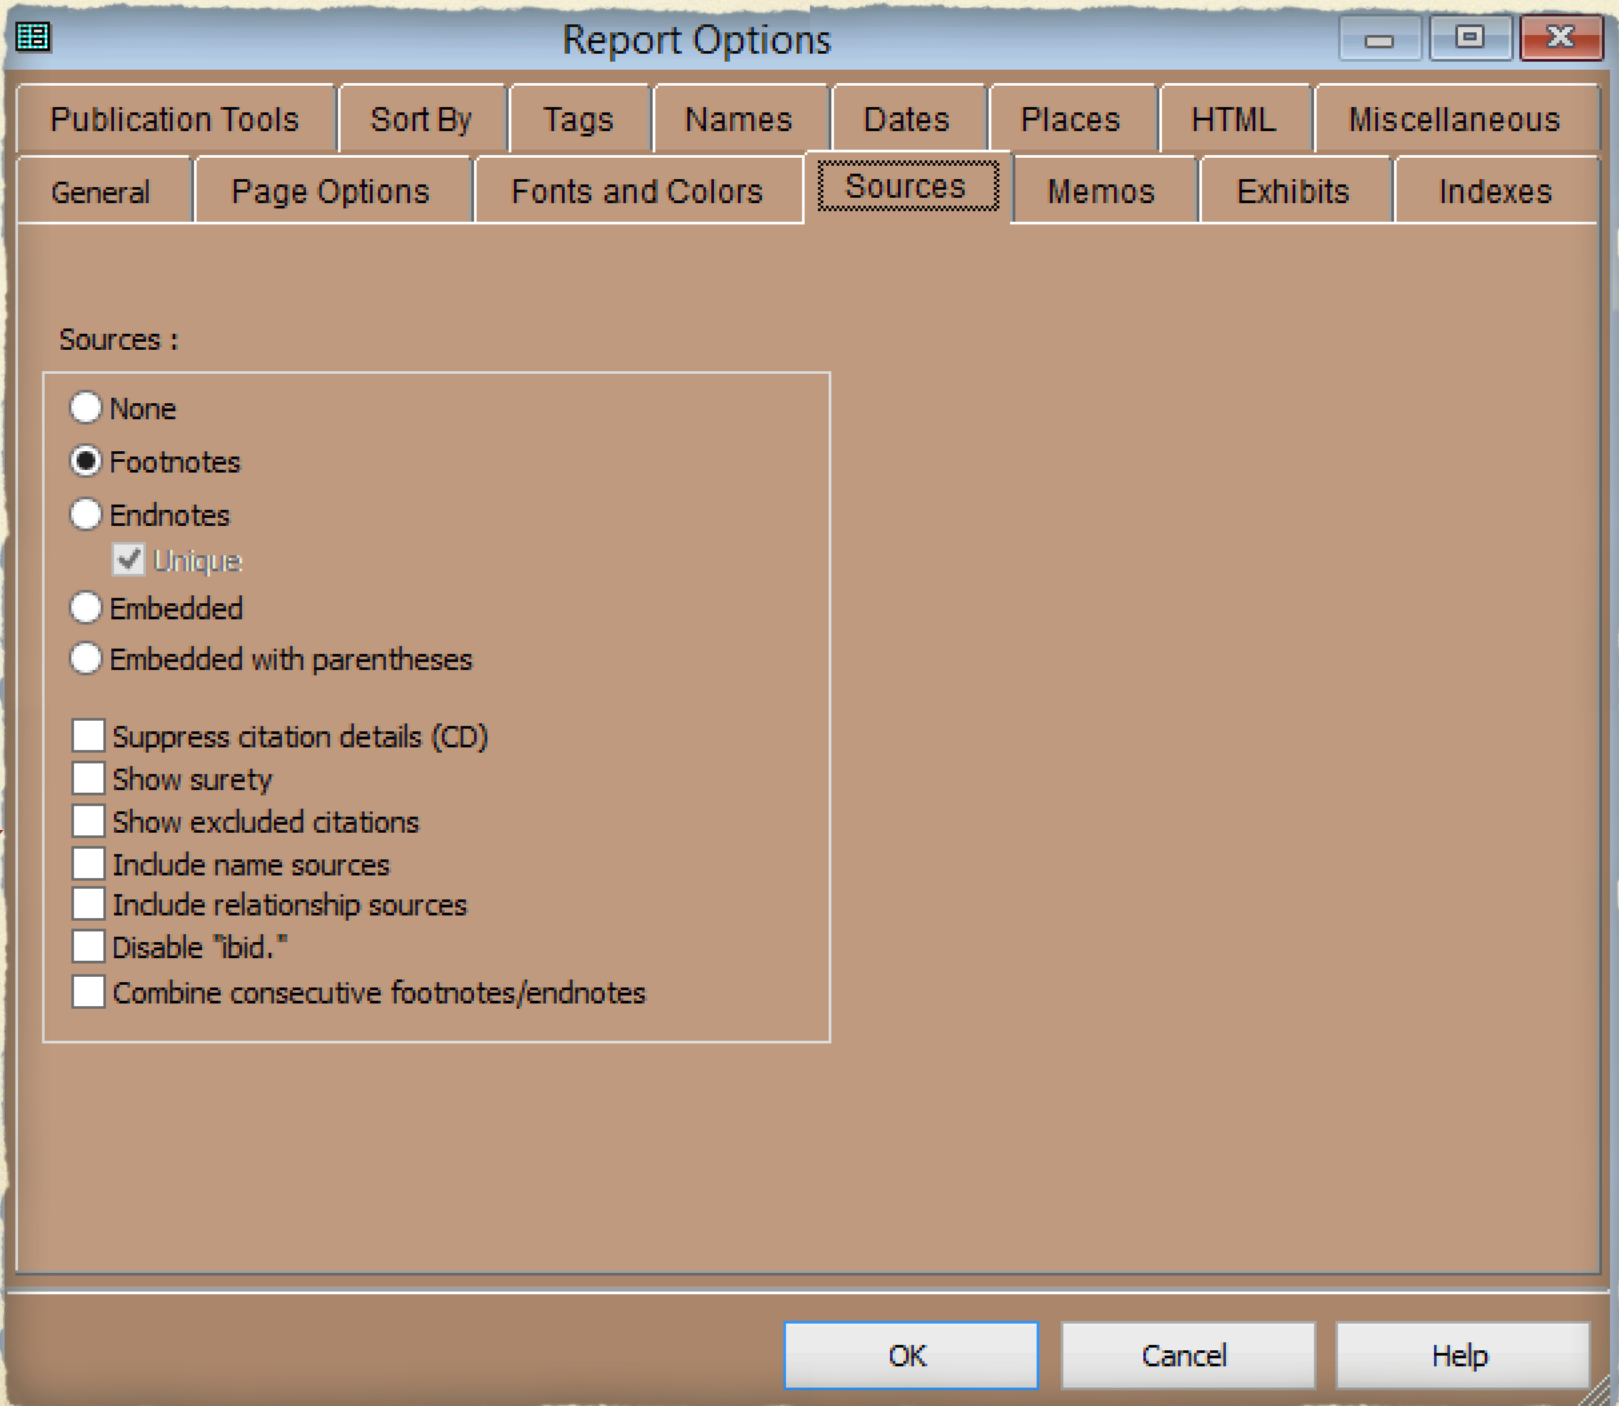 Report Options
Publication Tools Sort By Tags Names Dates Places HTML Miscellaneous
General Page Options Fonts and Colors Sources Memos Exhibits Indexes
Sources :
None
Footnotes
Endnotes
Unique
Embedded
Embedded with parentheses
Suppress citation details (CD)
Show surety
Show excluded citations
Include name sources
Include relationship sources
Disable "ibid."
Combine consecutive footnotes/endnotes
OK Cancel Help